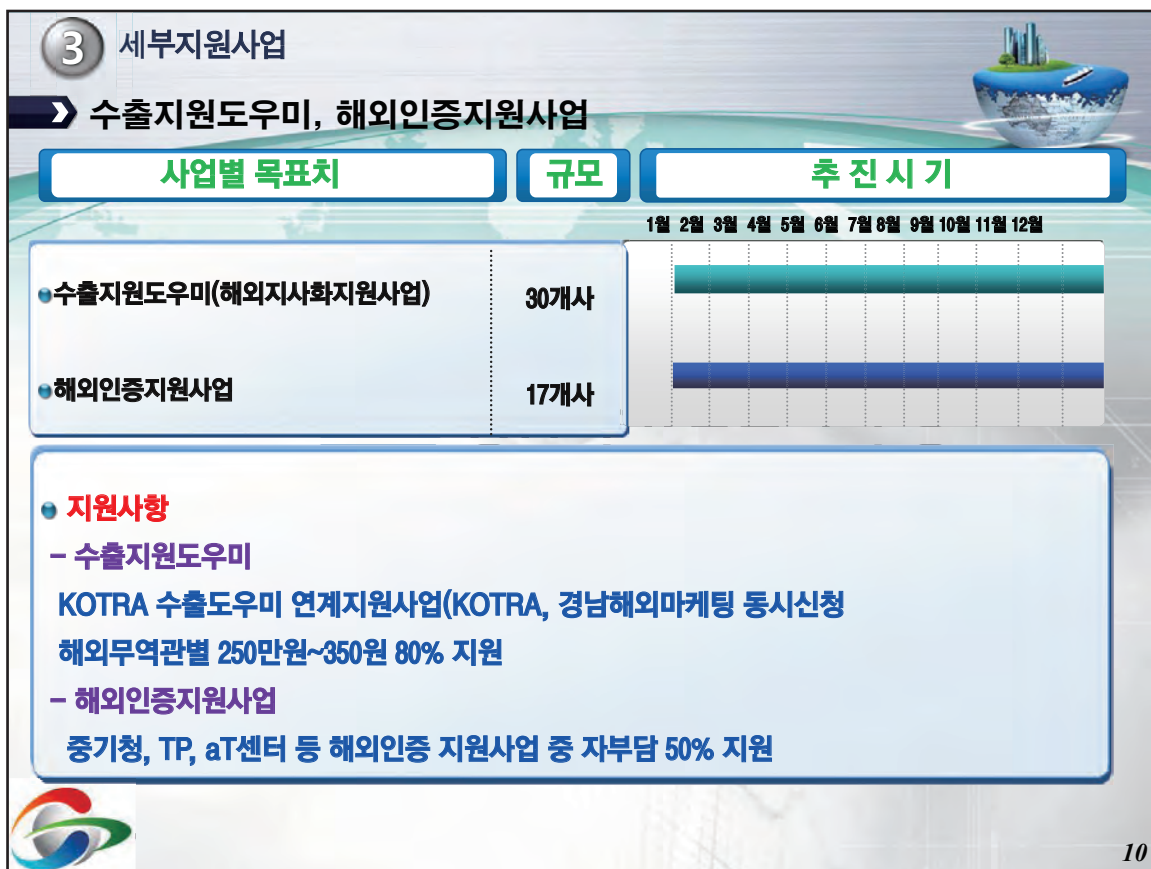 3 세부지원사업
수출지원도우미, 해외인증지원사업
사업별 목표치 규모 추 진 시 기
1월 2월 3월 4월 5월 6월 7월 8월 9월 10월 11월 12월
수출지원도우미(해외지사화지원사업) 30개사
해외인증지원사업 17개사
지원사항
– 수출지원도우미
KOTRA 수출도우미 연계지원사업(KOTRA, 경남해외마케팅 동시신청
해외무역관별 250만원~350원 80% 지원
– 해외인증지원사업
중기청, TP, aT센터 등 해외인증 지원사업 중 자부담 50% 지원
10